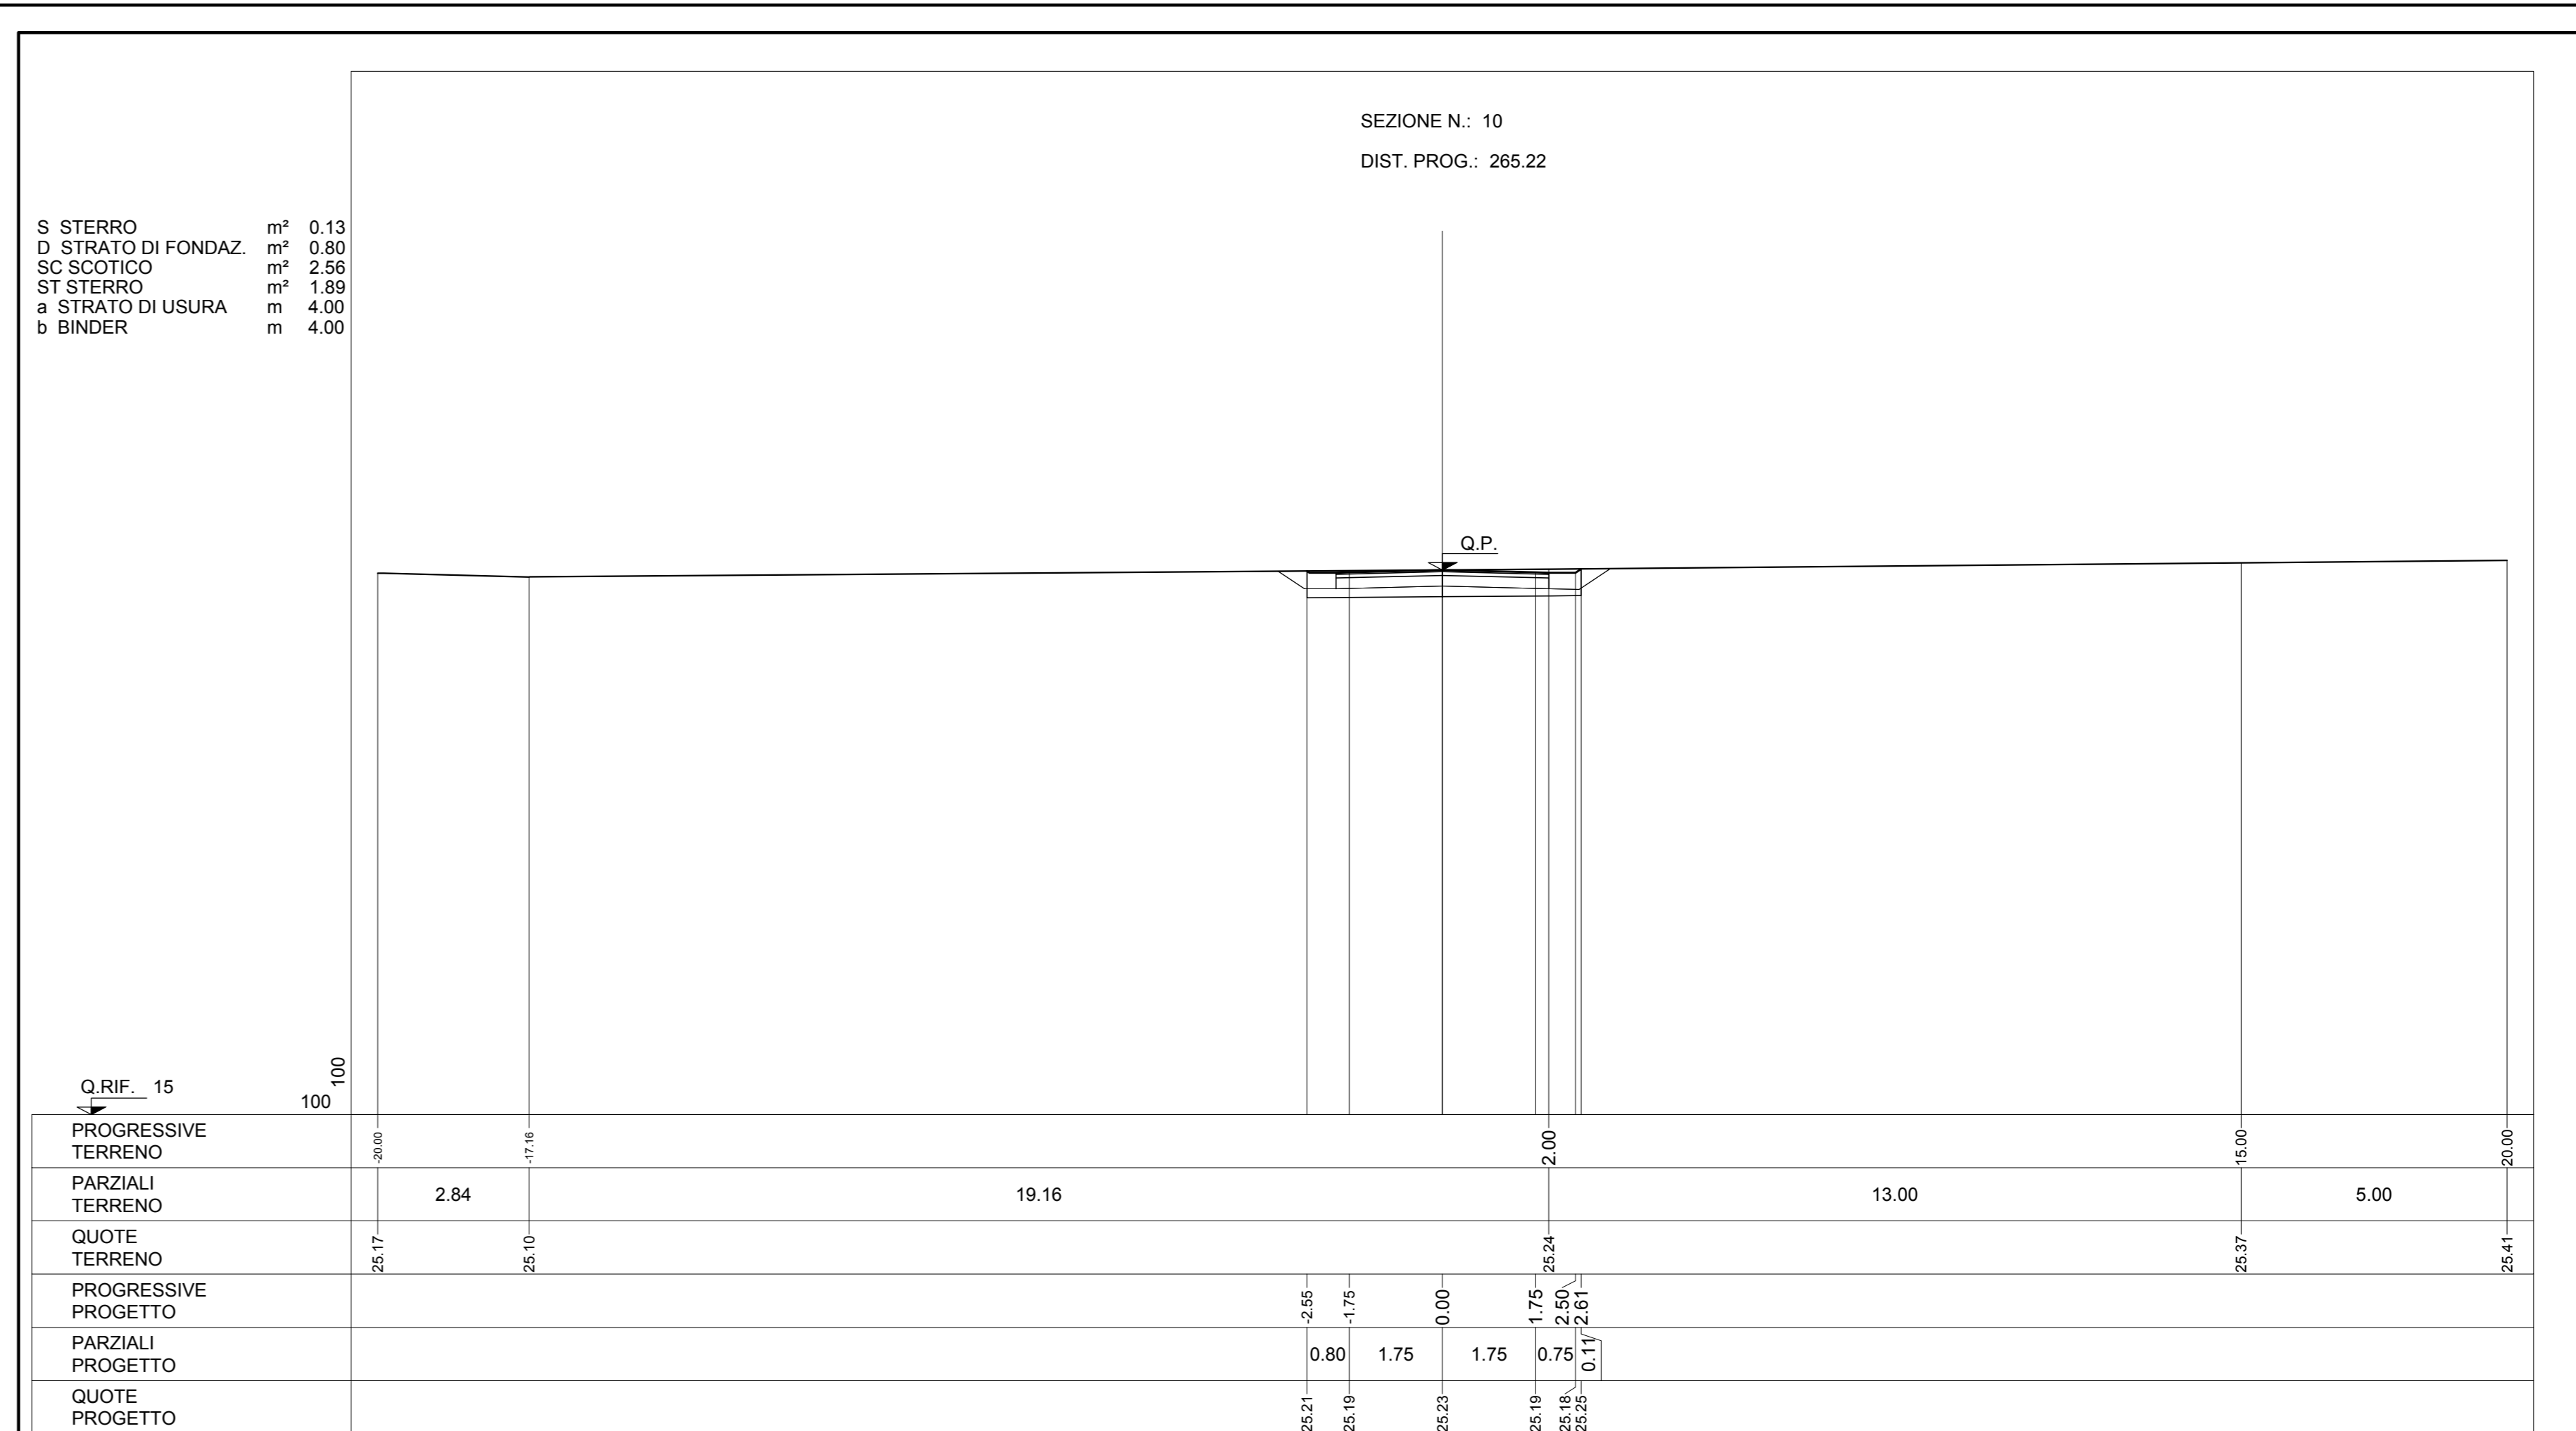 SEZIONE N.: 10
DIST. PROG.: 265.22
S STERRO m² 0.13
D STRATO DI FONDAZ. m² 0.80
SC SCOTICO m² 2.56
ST STERRO m² 1.89
a STRATO DI USURA m 4.00
b BINDER m 4.00
Q.P.
Q.RIF. 15
100
100
PROGRESSIVE
TERRENO
-20.00 -17.16 2.00 15.00 20.00
PARZIALI
TERRENO
2.84 19.16 13.00 5.00
QUOTE
TERRENO
25.17 25.10 25.24 25.37 25.41
PROGRESSIVE
PROGETTO
-2.55 -1.75 0.00 1.75 2.50 2.61
PARZIALI
PROGETTO
0.80 1.75 1.75 0.75 0.11
QUOTE
PROGETTO
25.21 25.19 25.23 25.19 25.18 25.25